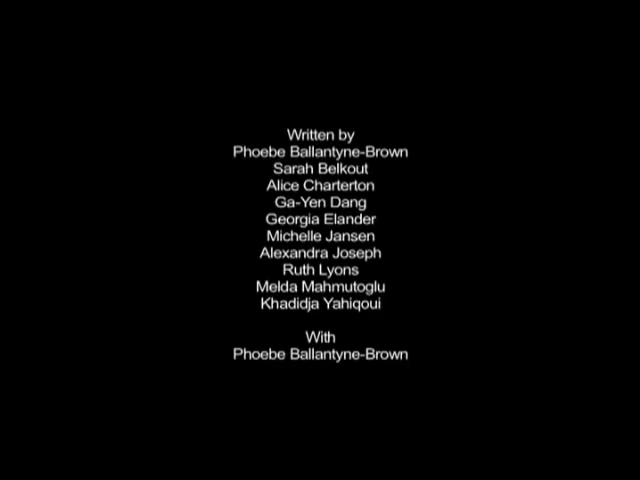 Written by
Phoebe Ballantyne-Brown
Sarah Belkout
Alice Charterton
Ga-Yen Dang
Georgia Elander
Michelle Jansen
Alexandra Joseph
Ruth Lyons
Melda Mahmutoglu
Khadidja Yahiqoui
With
Phoebe Ballantyne-Brown